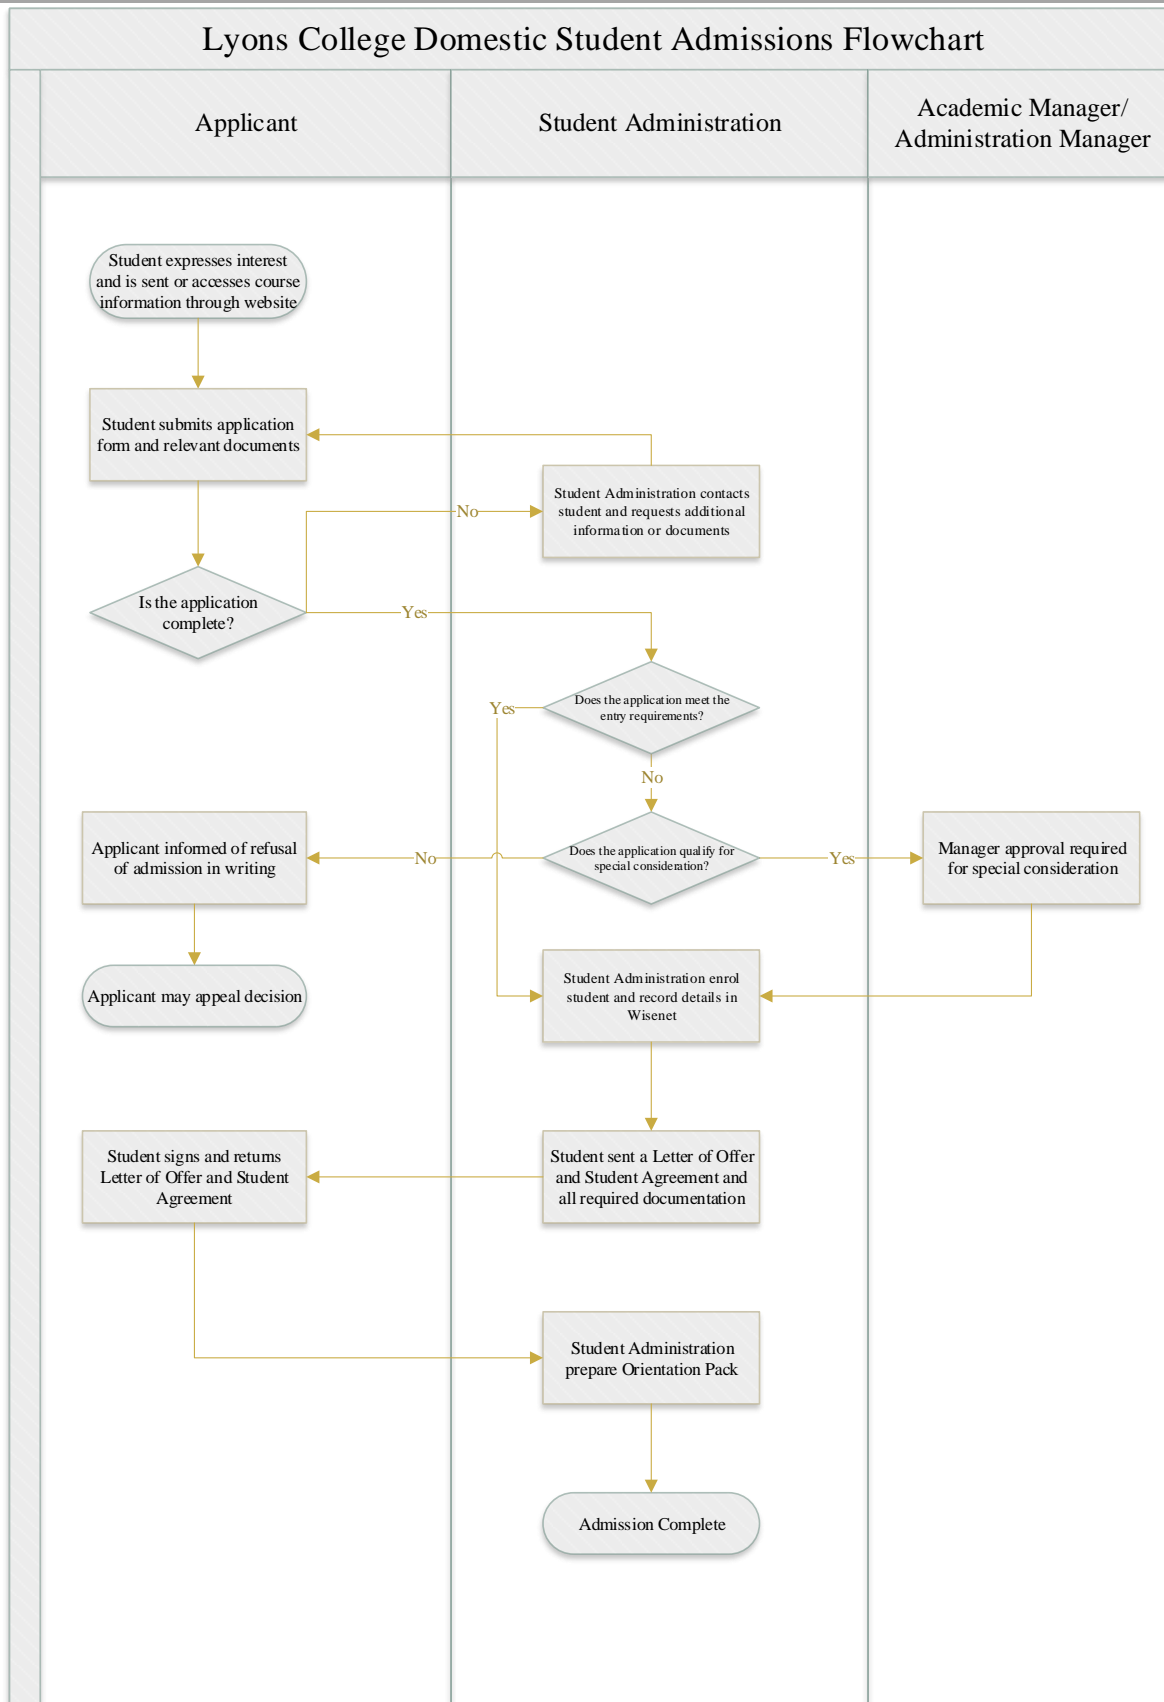 Lyons College Domestic Student Admissions Flowchart
Applicant
Student Administration
Academic Manager/
Administration Manager
Student expresses interest
and is sent or accesses course
information through website
Student submits application
form and relevant documents
Student Administration contacts
student and requests additional
information or documents
No
Is the application
complete?
Yes
Does the application meet the
entry requirements?
Yes
No
Applicant informed of refusal
of admission in writing
No
Does the application qualify for
special consideration?
Yes
Manager approval required
for special consideration
Applicant may appeal decision
Student Administration enrol
student and record details in
Wisenet
Student signs and returns
Letter of Offer and Student
Agreement
Student sent a Letter of Offer
and Student Agreement and
all required documentation
Student Administration
prepare Orientation Pack
Admission Complete